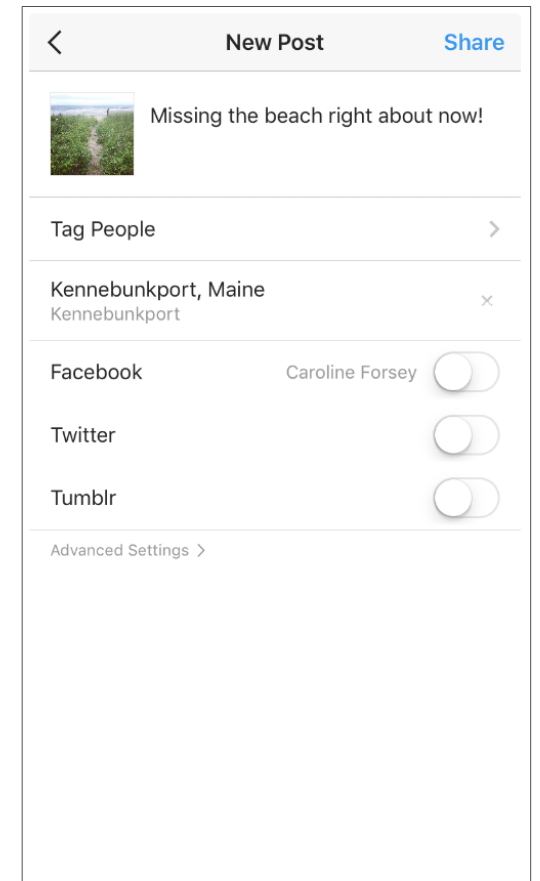 New Post Share
Missing the beach right about now!
Tag People
Kennebunkport, Maine
Kennebunkport
Facebook Caroline Forsey
Twitter
Tumblr
Advanced Settings